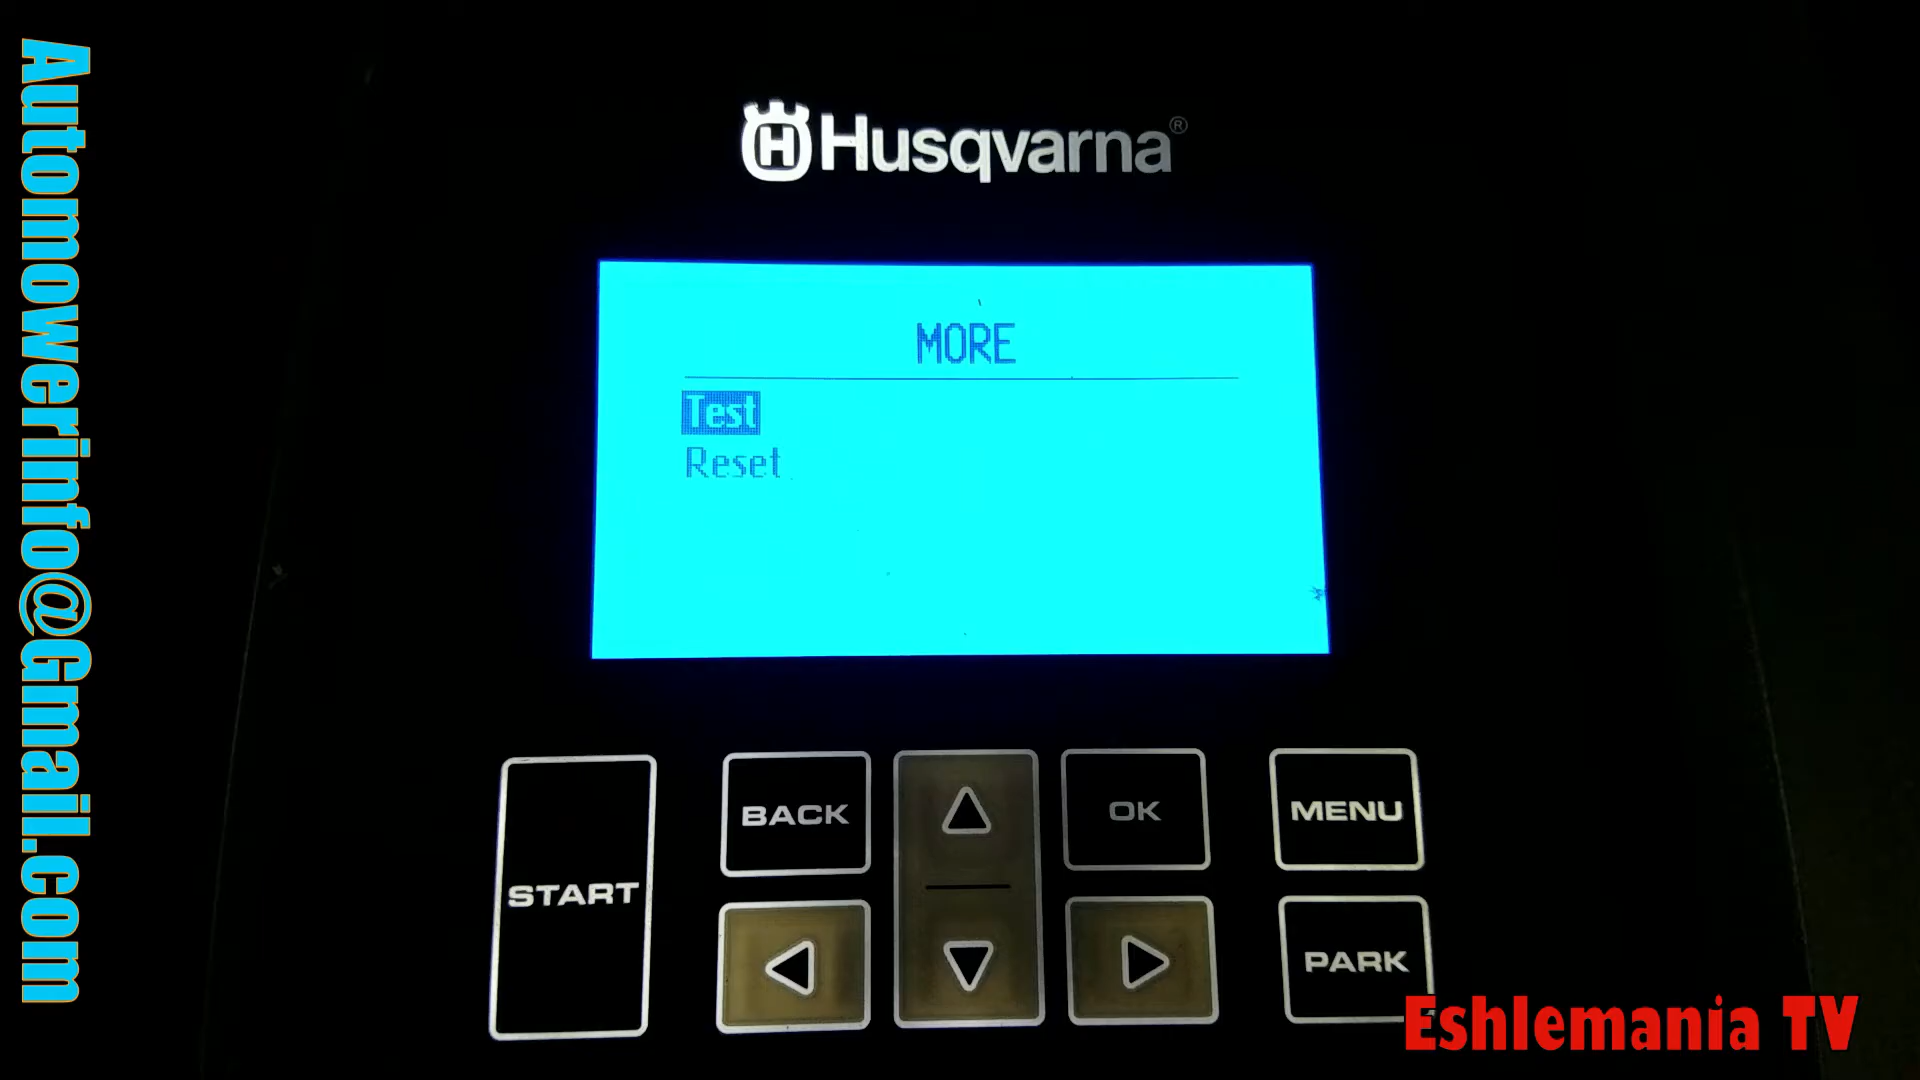 Automowerinfo@Gmail.com
H Husqvarna®
MORE
Test
Reset
START
BACK
OK
MENU
PARK
Eshlemania TV